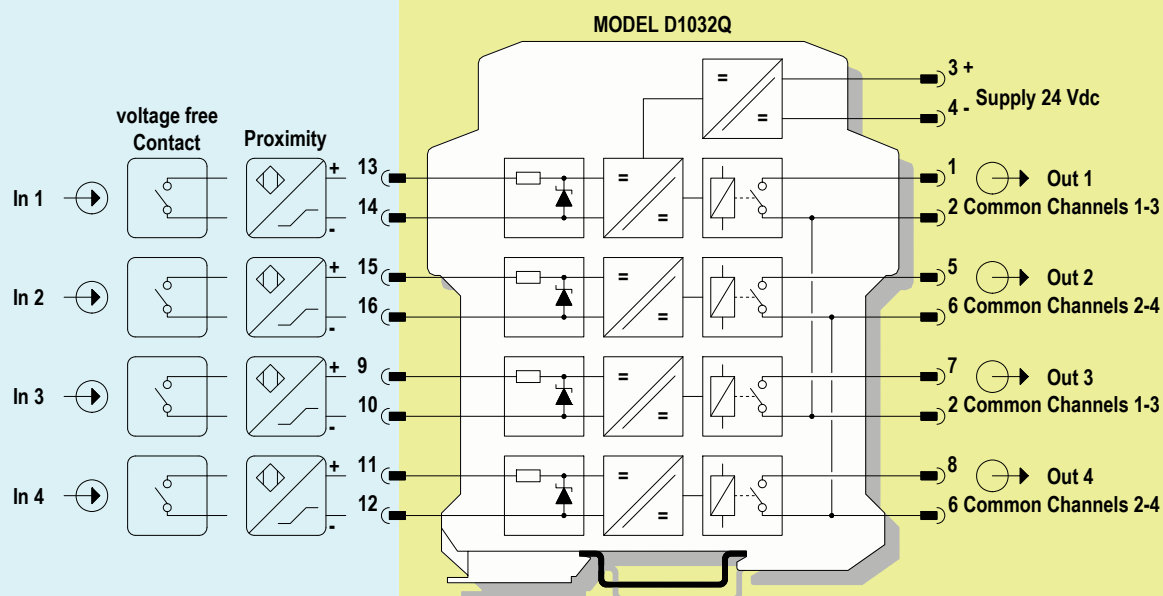 MODEL D1032Q
3 +
4 -
Supply 24 Vdc
voltage free
Contact
Proximity
=
=
In 1
+
-
13
14
=
=
1
Out 1
2 Common Channels 1-3
In 2
+
-
15
16
=
=
5
Out 2
6 Common Channels 2-4
In 3
+
-
9
10
=
=
7
Out 3
2 Common Channels 1-3
In 4
+
-
11
12
=
=
8
Out 4
6 Common Channels 2-4